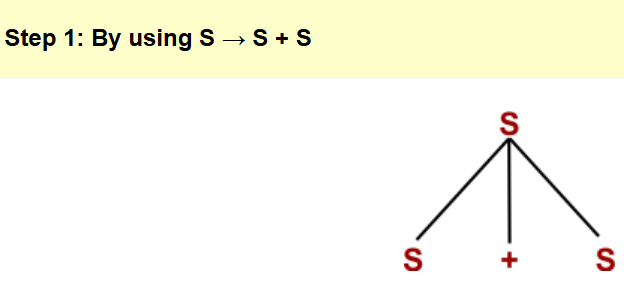 Step 1: By using S → S + S
S
S + S